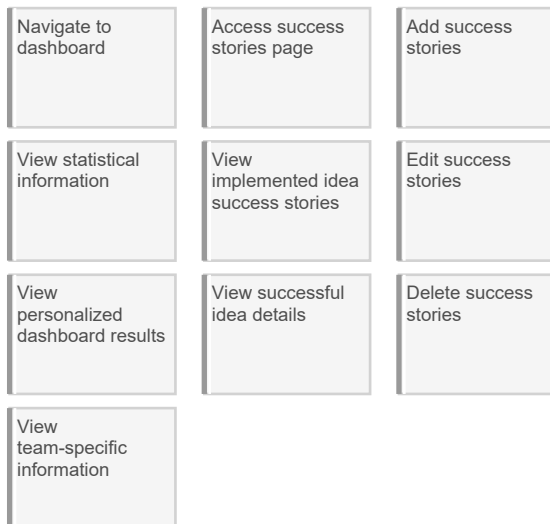 Navigate to
dashboard
Access success
stories page
Add success
stories
View statistical
information
View
implemented idea
success stories
Edit success
stories
View
personalized
dashboard results
View successful
idea details
Delete success
stories
View
team-specific
information